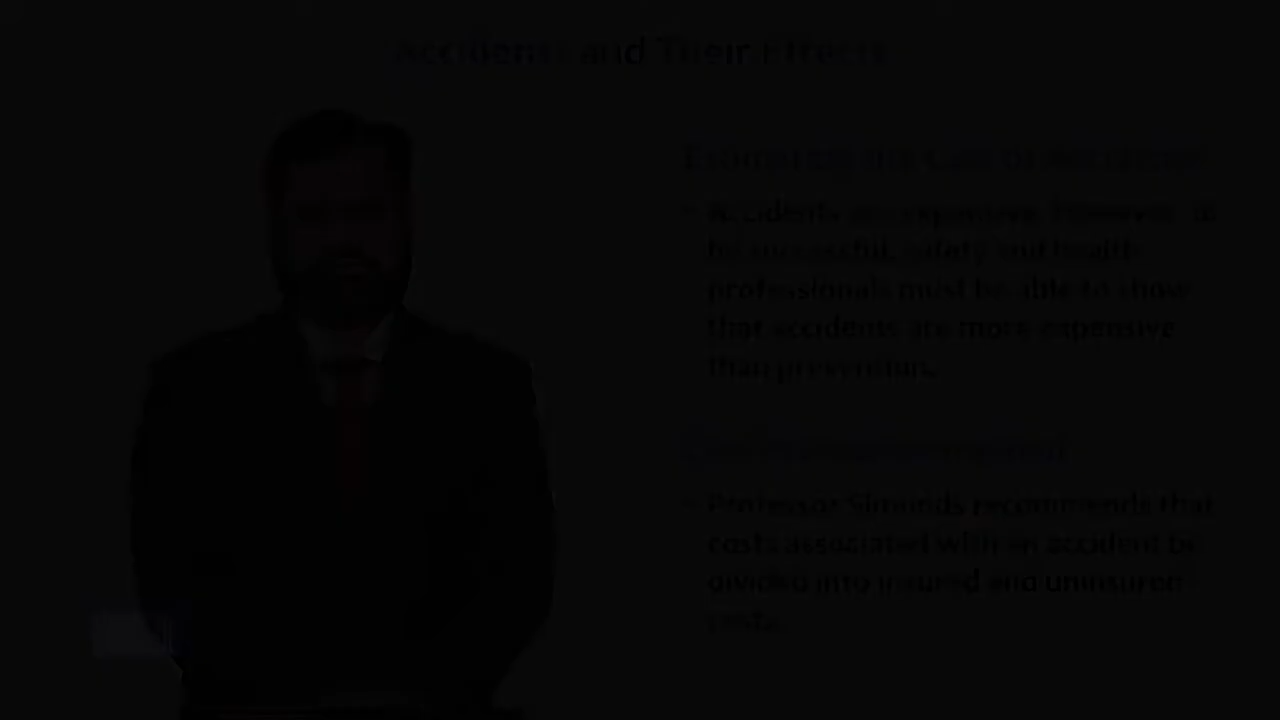 Accidents and Their Effects
Estimating the Cost of Accidents
Accidents are expensive. However, to
be successful, safety and health
professionals must be able to show
that accidents are more expensive
than prevention.
Professor Simonds recommends that
costs associated with an accident be
divided into insured and uninsured
costs.